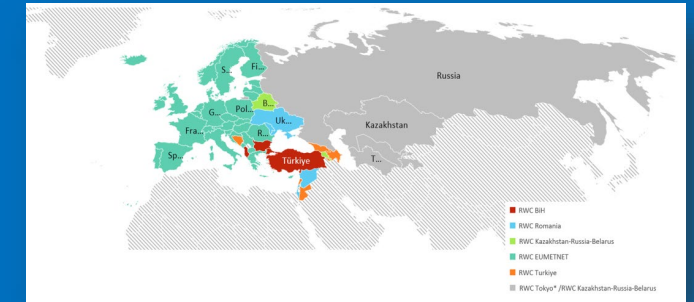 S...
Fi...
Russia
B...
G...
Pol...
Uk...
Kazakhstan
Fra...
R...
Sp...
Türkiye
T...
RWC BiH
RWC Romania
RWC Kazakhstan-Russia-Belarus
RWC EUMETNET
RWC Turkiye
RWC Tokyo* /RWC Kazakhstan-Russia-Belarus